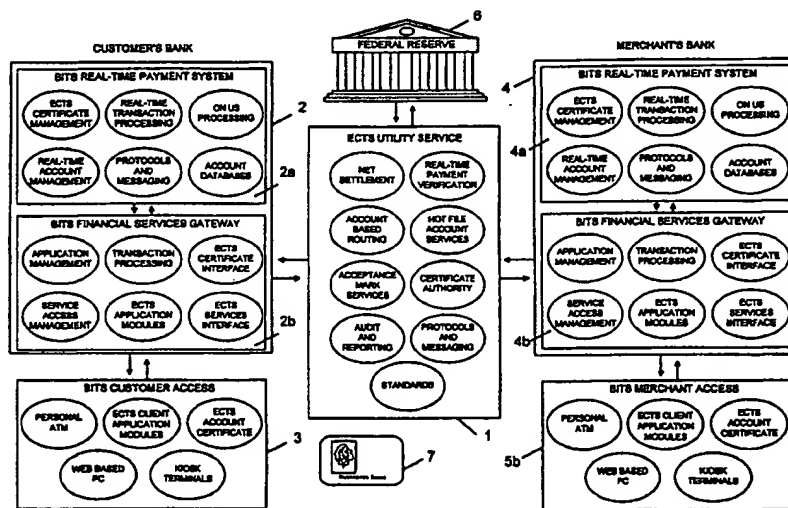 CUSTOMER'S BANK
BITS REAL-TIME PAYMENT SYSTEM
ECTS
CERTIFICATE
MANAGEMENT
REAL-TIME
TRANSACTION
PROCESSING
ON US
PROCESSING
REAL-TIME
ACCOUNT
MANAGEMENT
PROTOCOLS
AND
MESSAGING
ACCOUNT
DATABASES
2
2a
BITS FINANCIAL SERVICES GATEWAY
APPLICATION
MANAGEMENT
TRANSACTION
PROCESSING
ECTS
CERTIFICATE
INTERFACE
SERVICE
ACCESS
MANAGEMENT
ECTS
APPLICATION
MODULES
ECTS
SERVICES
INTERFACE
2b
BITS CUSTOMER ACCESS
PERSONAL
ATM
ECTS CLIENT
APPLICATION
MODULES
ECTS
ACCOUNT
CERTIFICATE
WEB BASED
PC
KIOSK
TERMINALS
3
6
FEDERAL RESERVE
ECTS UTILITY SERVICE
NET
SETTLEMENT
REAL-TIME
PAYMENT
VERIFICATION
ACCOUNT
BASED
ROUTING
HOT FILE
ACCOUNT
SERVICES
ACCEPTANCE
MARK
SERVICES
CERTIFICATE
AUTHORITY
AUDIT
AND
REPORTING
PROTOCOLS
AND
MESSAGING
STANDARDS
1
7
MERCHANT'S BANK
4
BITS REAL-TIME PAYMENT SYSTEM
ECTS
CERTIFICATE
MANAGEMENT
REAL-TIME
TRANSACTION
PROCESSING
ON US
PROCESSING
4a
REAL-TIME
ACCOUNT
MANAGEMENT
PROTOCOLS
AND
MESSAGING
ACCOUNT
DATABASES
BITS FINANCIAL SERVICES GATEWAY
APPLICATION
MANAGEMENT
TRANSACTION
PROCESSING
ECTS
CERTIFICATE
INTERFACE
SERVICE
ACCESS
MANAGEMENT
ECTS
APPLICATION
MODULES
ECTS
SERVICES
INTERFACE
4b
BITS MERCHANT ACCESS
PERSONAL
ATM
ECTS CLIENT
APPLICATION
MODULES
ECTS
ACCOUNT
CERTIFICATE
WEB BASED
PC
KIOSK
TERMINALS
5b